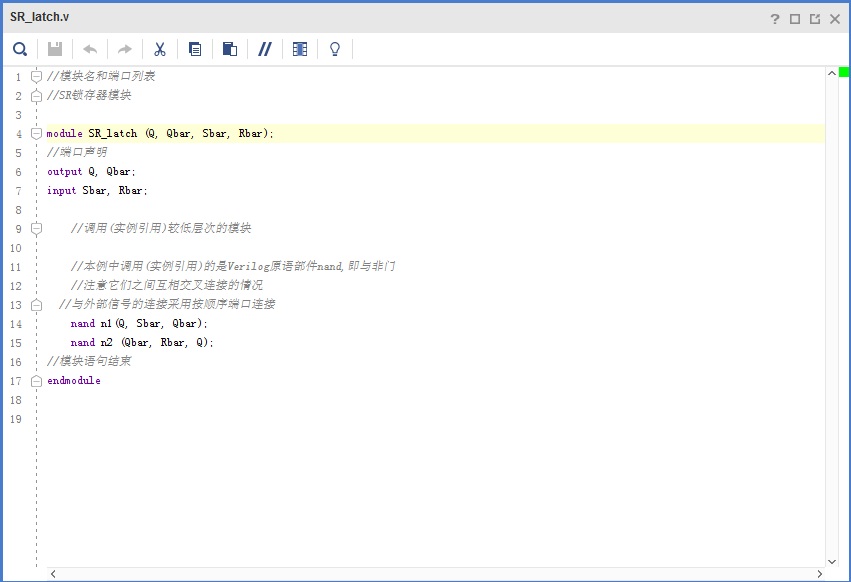 SR_latch.v
1 //模块名和端口列表
2 //SR锁存器模块
3
4 module SR_latch (Q, Qbar, Sbar, Rbar);
5 //端口声明
6 output Q, Qbar;
7 input Sbar, Rbar;
8
9 //调用(实例引用)较低层次的模块
10
11 //本例中调用(实例引用)的是Verilog原语部件nand,即与非门
12 //注意它们之间互相交叉连接的情况
13 //与外部信号的连接采用按顺序端口连接
14 nand n1(Q, Sbar, Qbar);
15 nand n2 (Qbar, Rbar, Q);
16 //模块语句结束
17 endmodule
18
19